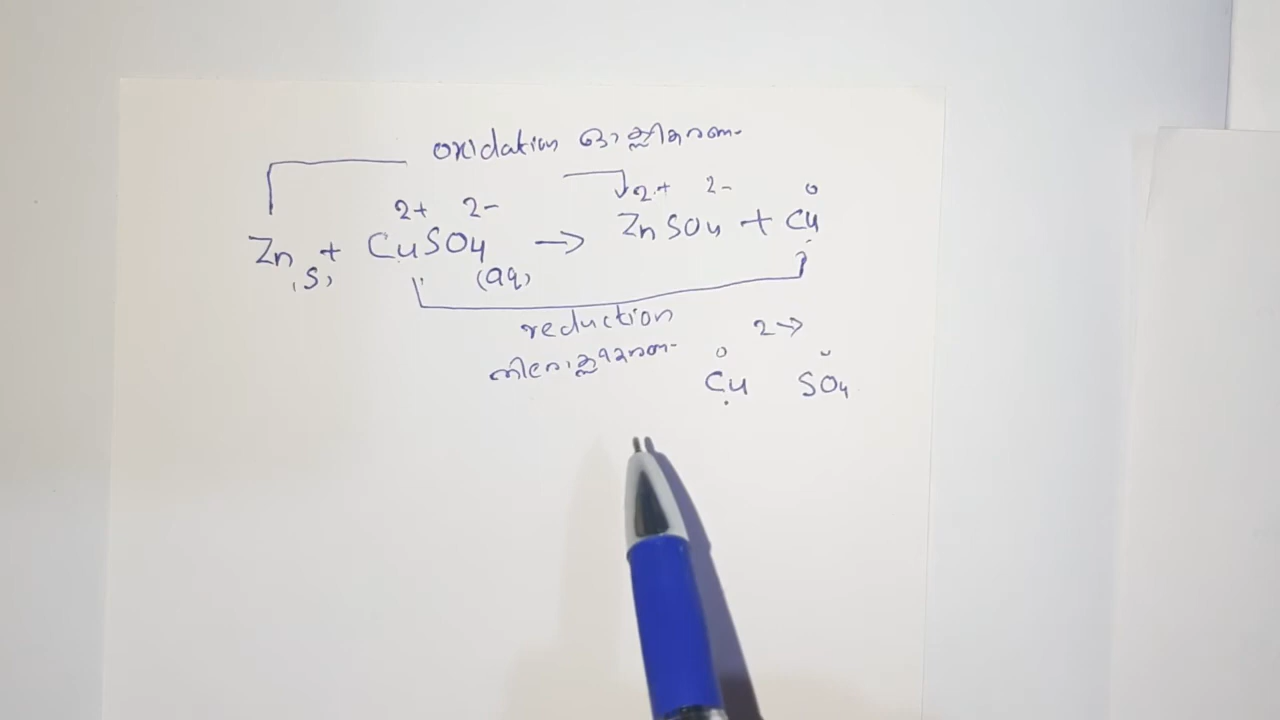 oxidation ഓക്സീകരണം
2+ 2- 2+ 2- 0
Zn + CuSO4 → ZnSO4 + Cu
(s) (aq)
reduction
നിരോക്സീകരണം
2→
0 0
Cu SO4